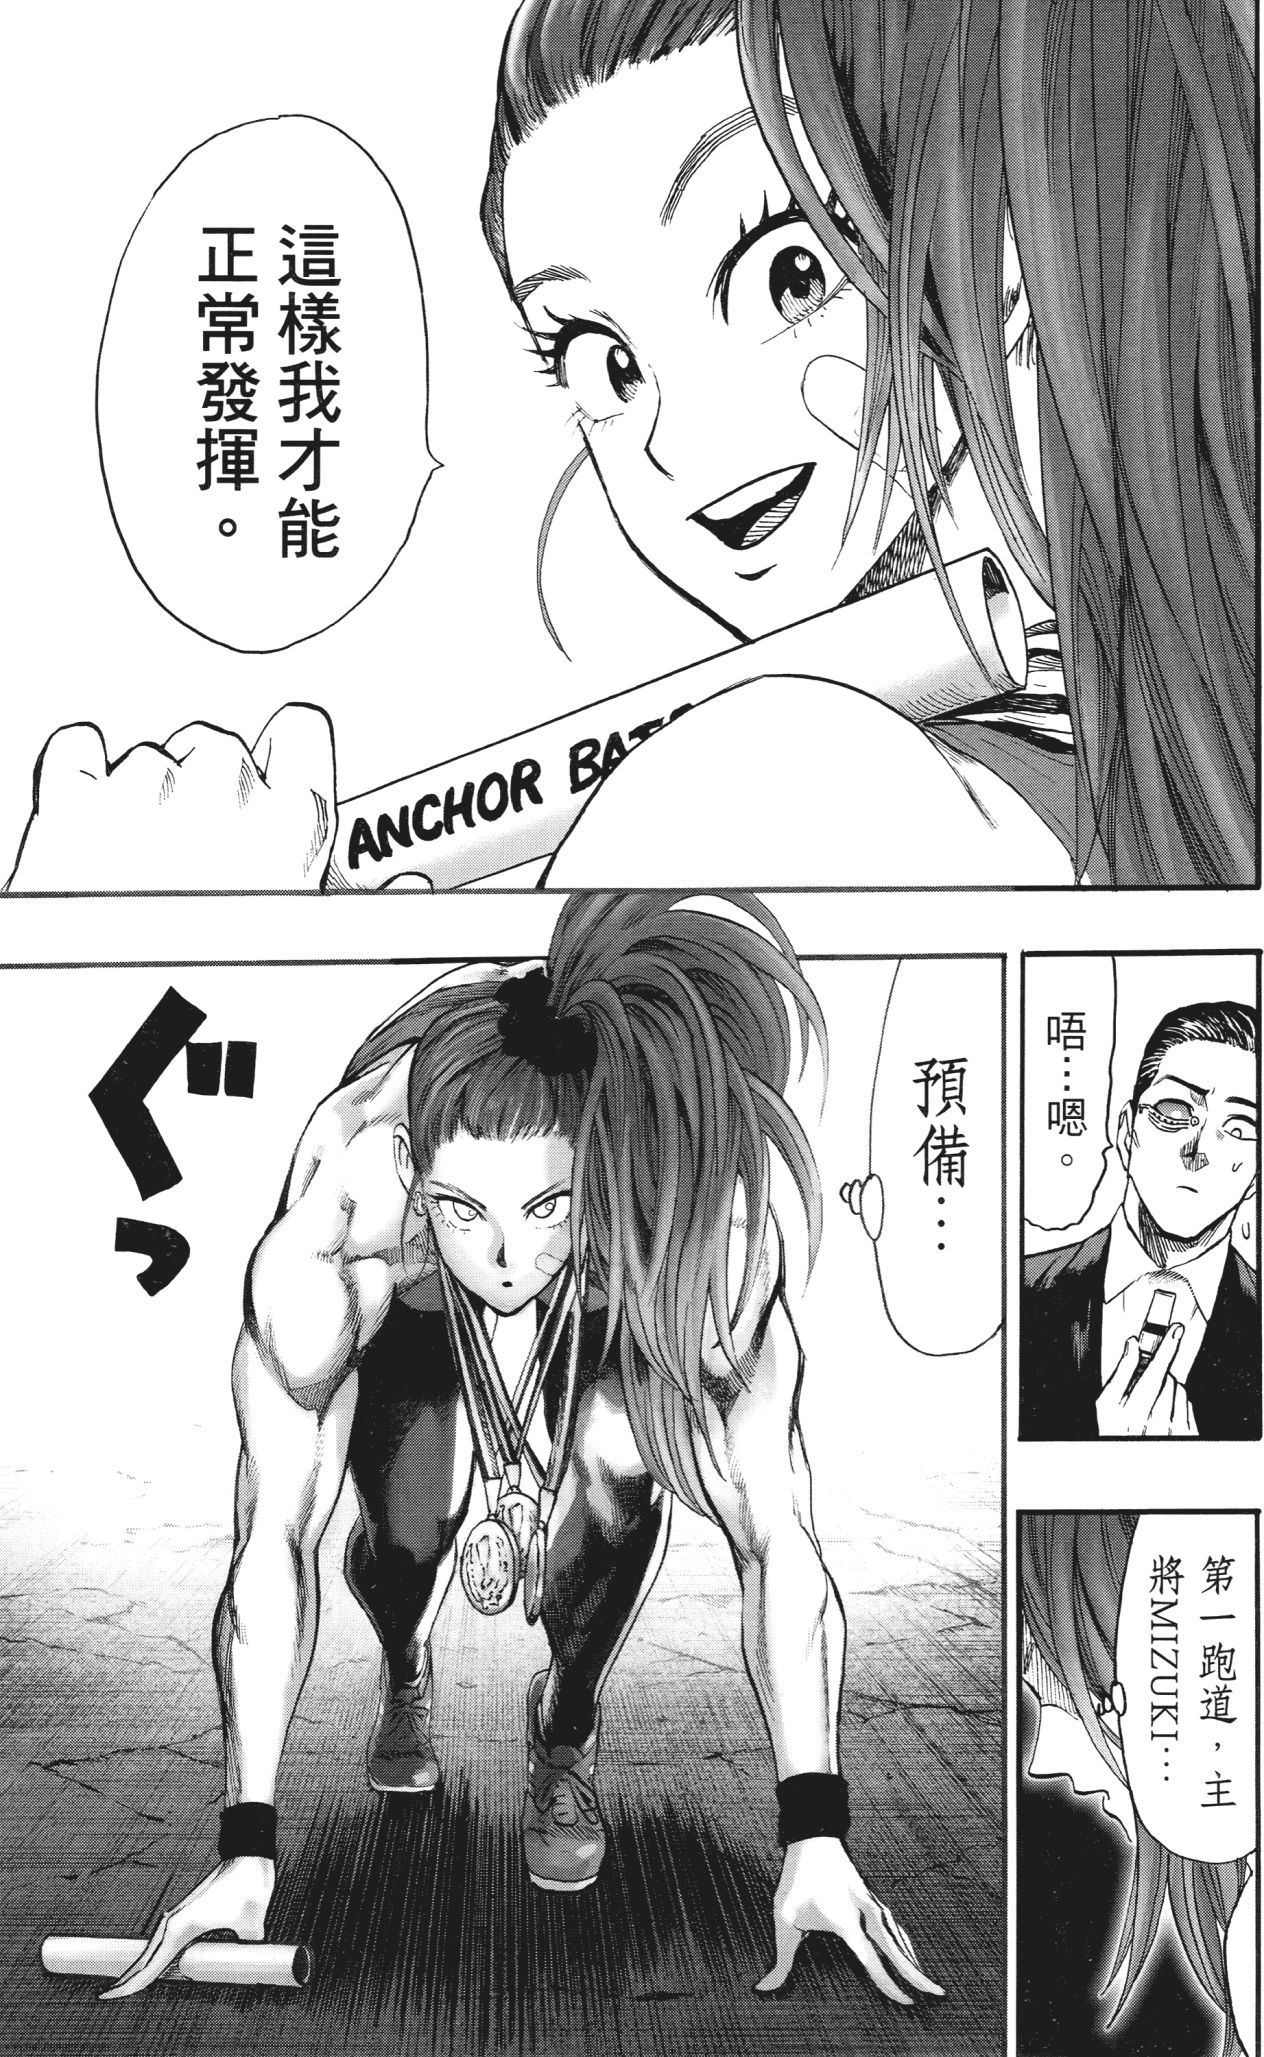 這樣我才能
正常發揮。
ANCHOR BAT
唔…嗯。
第一跑道，主
將MIZUKI…
預備…
ぐっ